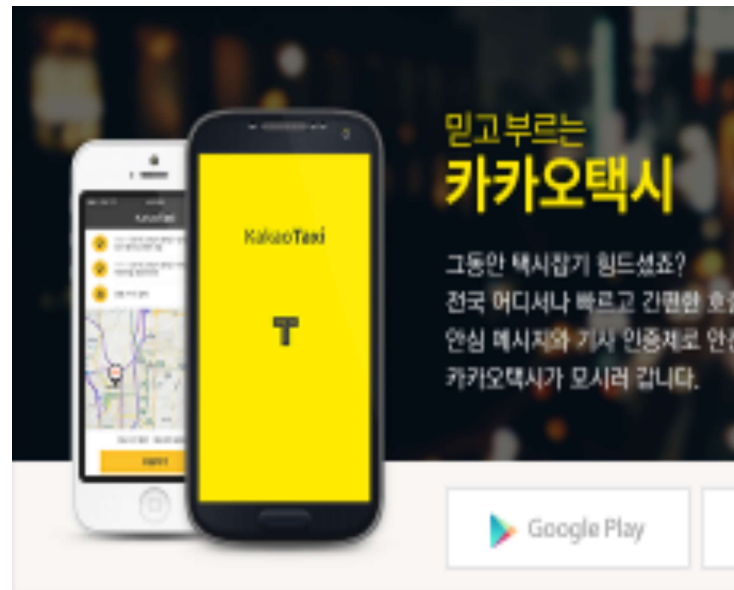 KakaoTaxi
KakaoTaxi
T
믿고 부르는
카카오택시
그동안 택시잡기 힘드셨죠?
전국 어디서나 빠르고 간편한
안심 메시지와 기사 인증제로
카카오택시가 모시러 갑니다.
Google Play